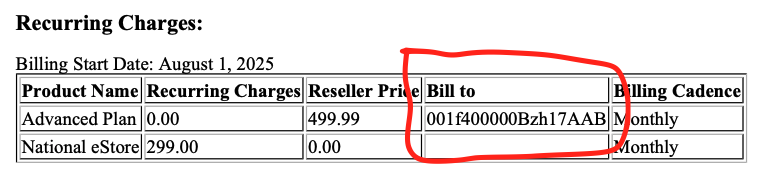 Recurring Charges:
Billing Start Date: August 1, 2025
Product Name Recurring Charges Reseller Price Bill to Billing Cadence
Advanced Plan 0.00 499.99 001f400000Bzh17AAB Monthly
National eStore 299.00 0.00 Monthly